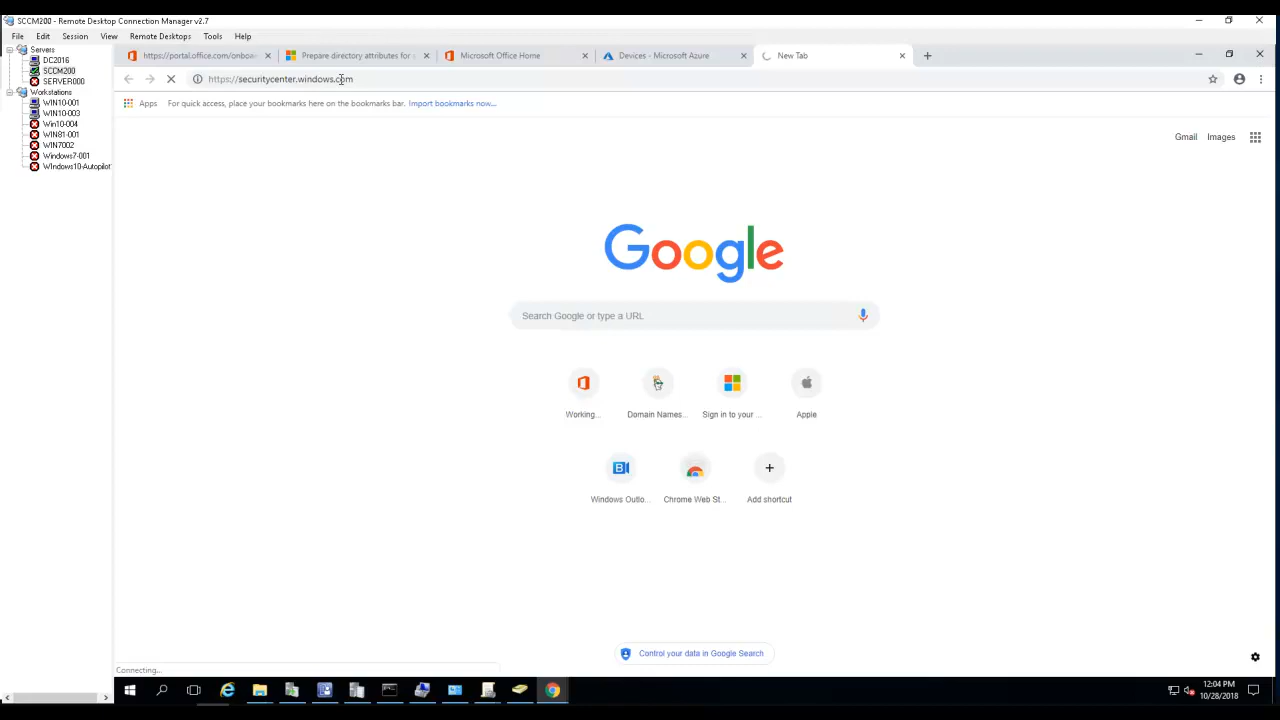 SCCM200 - Remote Desktop Connection Manager v2.7
File Edit Session View Remote Desktops Tools Help
Servers
DC2016
SCCM200
SERVER000
Workstations
WIN10-001
WIN10-003
Win10-004
WIN81-001
WIN7002
Windows7-001
WIndows10-Autopilot
https://portal.office.com/onboa
Prepare directory attributes for s
Microsoft Office Home
Devices - Microsoft Azure
New Tab
https://securitycenter.windows.com
Apps For quick access, place your bookmarks here on the bookmarks bar. Import bookmarks now...
Gmail Images
Google
Search Google or type a URL
Working...
Domain Names...
Sign in to your ...
Apple
Windows Outlo...
Chrome Web St...
Add shortcut
Control your data in Google Search
Connecting...
12:04 PM
10/28/2018